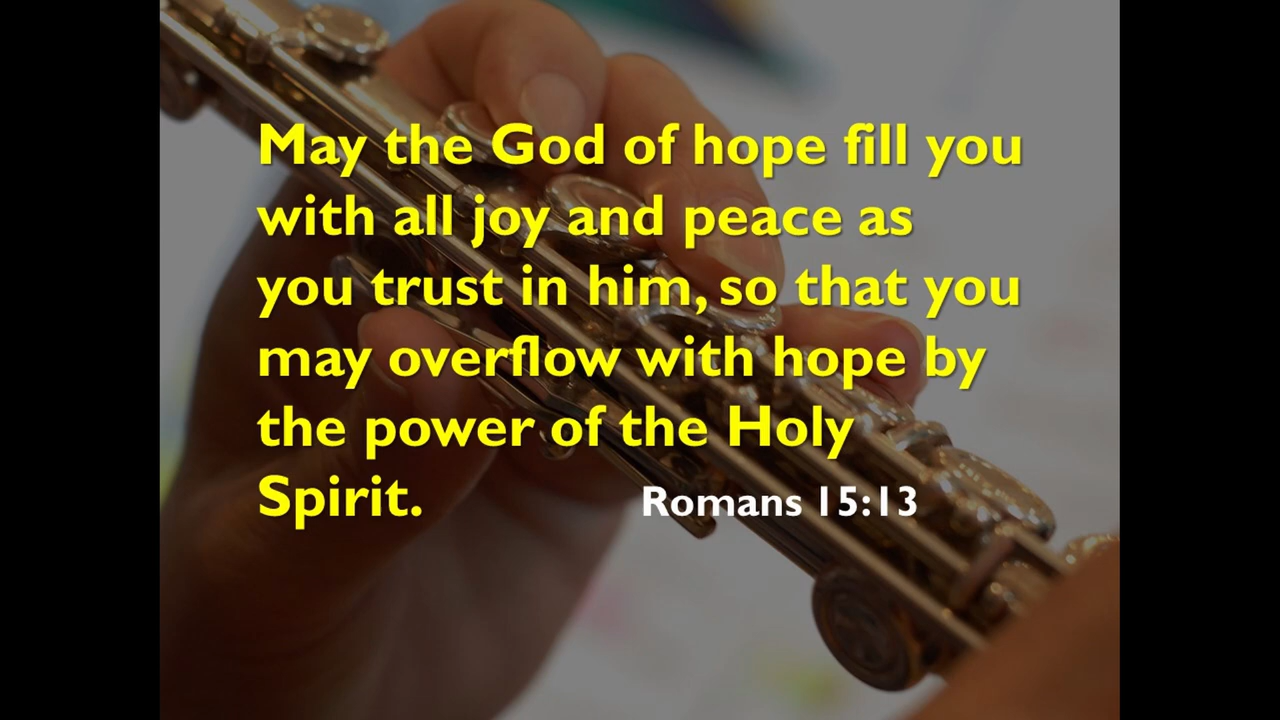 May the God of hope fill you
with all joy and peace as
you trust in him, so that you
may overflow with hope by
the power of the Holy
Spirit. Romans 15:13